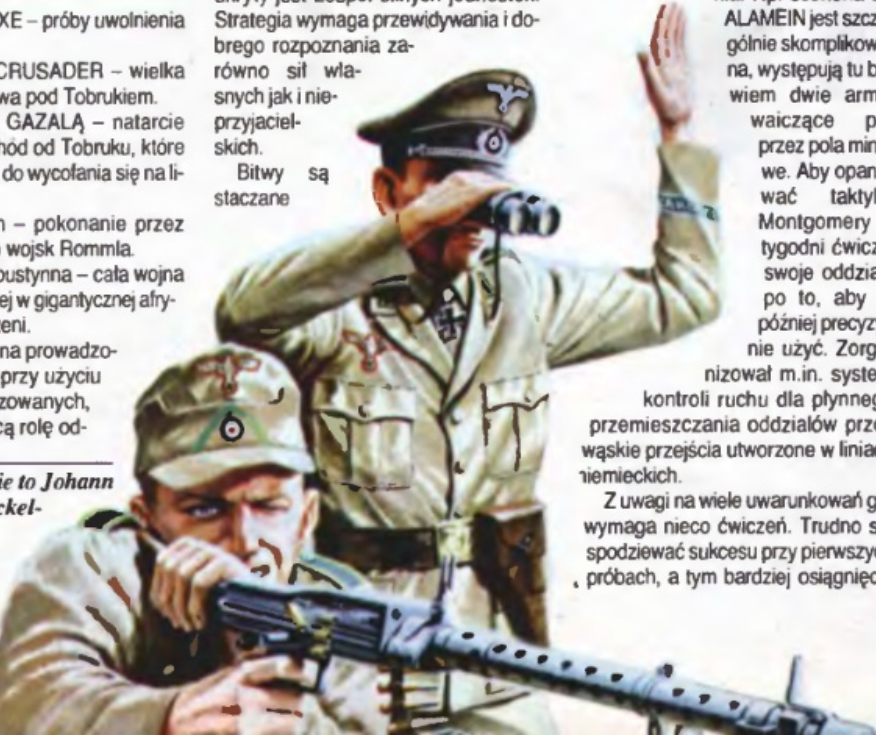 XE – próby uwolnienia
CRUSADER – wielka
wa pod Tobrukiem.
GAZALĄ – natarcie
hód od Tobruku, które
do wycofania się na li-
– pokonanie przez
wojsk Rommla.
ustynna – cała wojna
ej w gigantycznej afry-
zeni.
na prowadzo-
przy użyciu
zowanych,
cą rolę od-
ie to Johann
ckel-
Strategia wymaga przewidywania i do-
brego rozpoznania za-
równo sił wła-
snych jak i nie-
przyjaciel-
skich.
Bitwy są
staczane
ALAMEIN jest szcz
gólnie skomplikow
na, występują tu b
wiem dwie arm
waiczące p
przez pola min
we. Aby opan
wać takty
Montgomery
tygodni ćwicz
swoje oddzia
po to, aby
później precyz
nie użyć. Zorg
nizował m.in. syste
kontroli ruchu dla płynneg
przemieszczania oddziałów prze
wąskie przejścia utworzone w linia
niemieckich.
Z uwagi na wiele uwarunkowań g
wymaga nieco ćwiczeń. Trudno s
spodziewać sukcesu przy pierwszyc
próbach, a tym bardziej osiągnięc